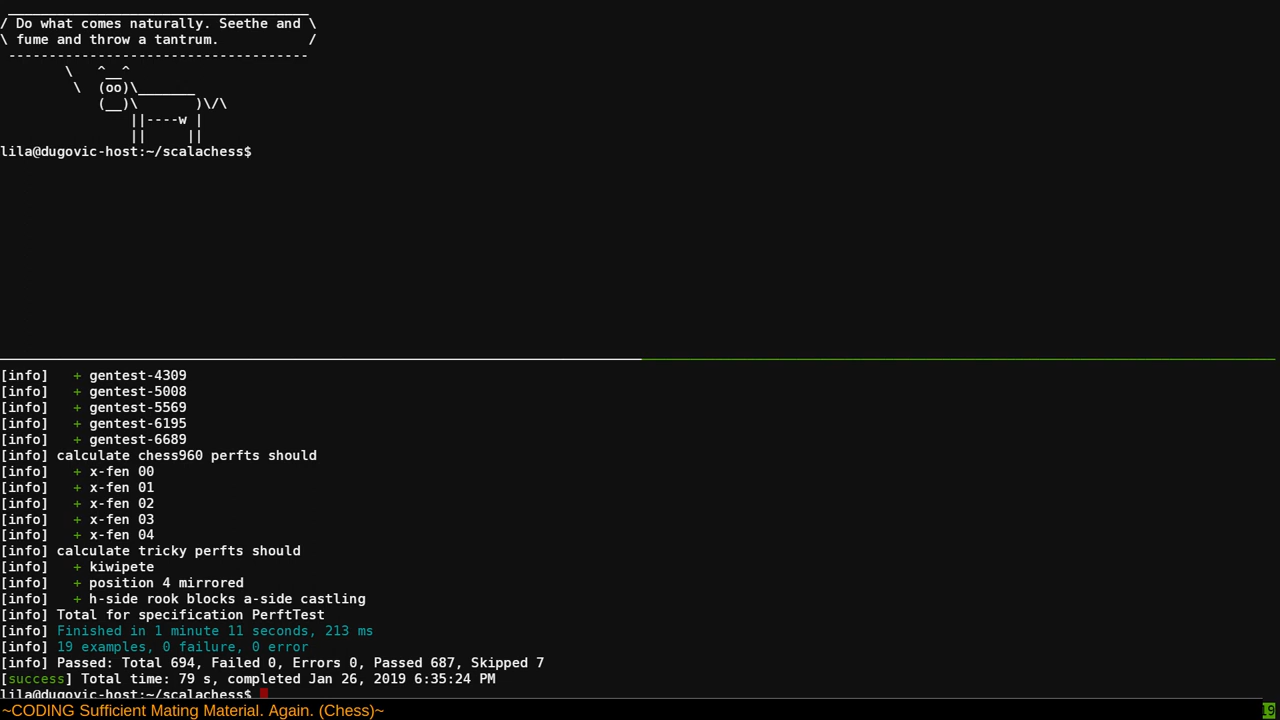 _____________________________________
/ Do what comes naturally. Seethe and \
\ fume and throw a tantrum.           /
 -------------------------------------
        \   ^__^
         \  (oo)\_______
            (__)\       )\/\
                ||----w |
                ||     ||
lila@dugovic-host:~/scalachess$
[info]   + gentest-4309
[info]   + gentest-5008
[info]   + gentest-5569
[info]   + gentest-6195
[info]   + gentest-6689
[info] calculate chess960 perfts should
[info]   + x-fen 00
[info]   + x-fen 01
[info]   + x-fen 02
[info]   + x-fen 03
[info]   + x-fen 04
[info] calculate tricky perfts should
[info]   + kiwipete
[info]   + position 4 mirrored
[info]   + h-side rook blocks a-side castling
[info] Total for specification PerftTest
[info] Finished in 1 minute 11 seconds, 213 ms
[info] 19 examples, 0 failure, 0 error
[info] Passed: Total 694, Failed 0, Errors 0, Passed 687, Skipped 7
[success] Total time: 79 s, completed Jan 26, 2019 6:35:24 PM
lila@dugovic-host:~/scalachess$
~CODING Sufficient Mating Material. Again. (Chess)~